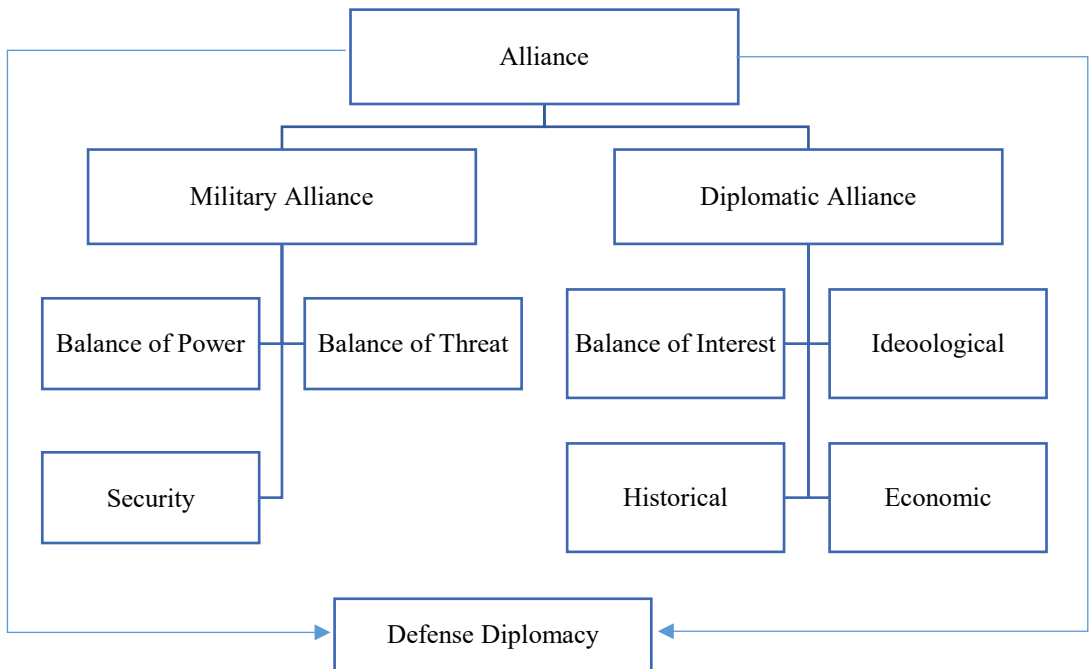 Alliance
Military Alliance
Diplomatic Alliance
Balance of Power
Balance of Threat
Balance of Interest
Ideoological
Security
Historical
Economic
Defense Diplomacy